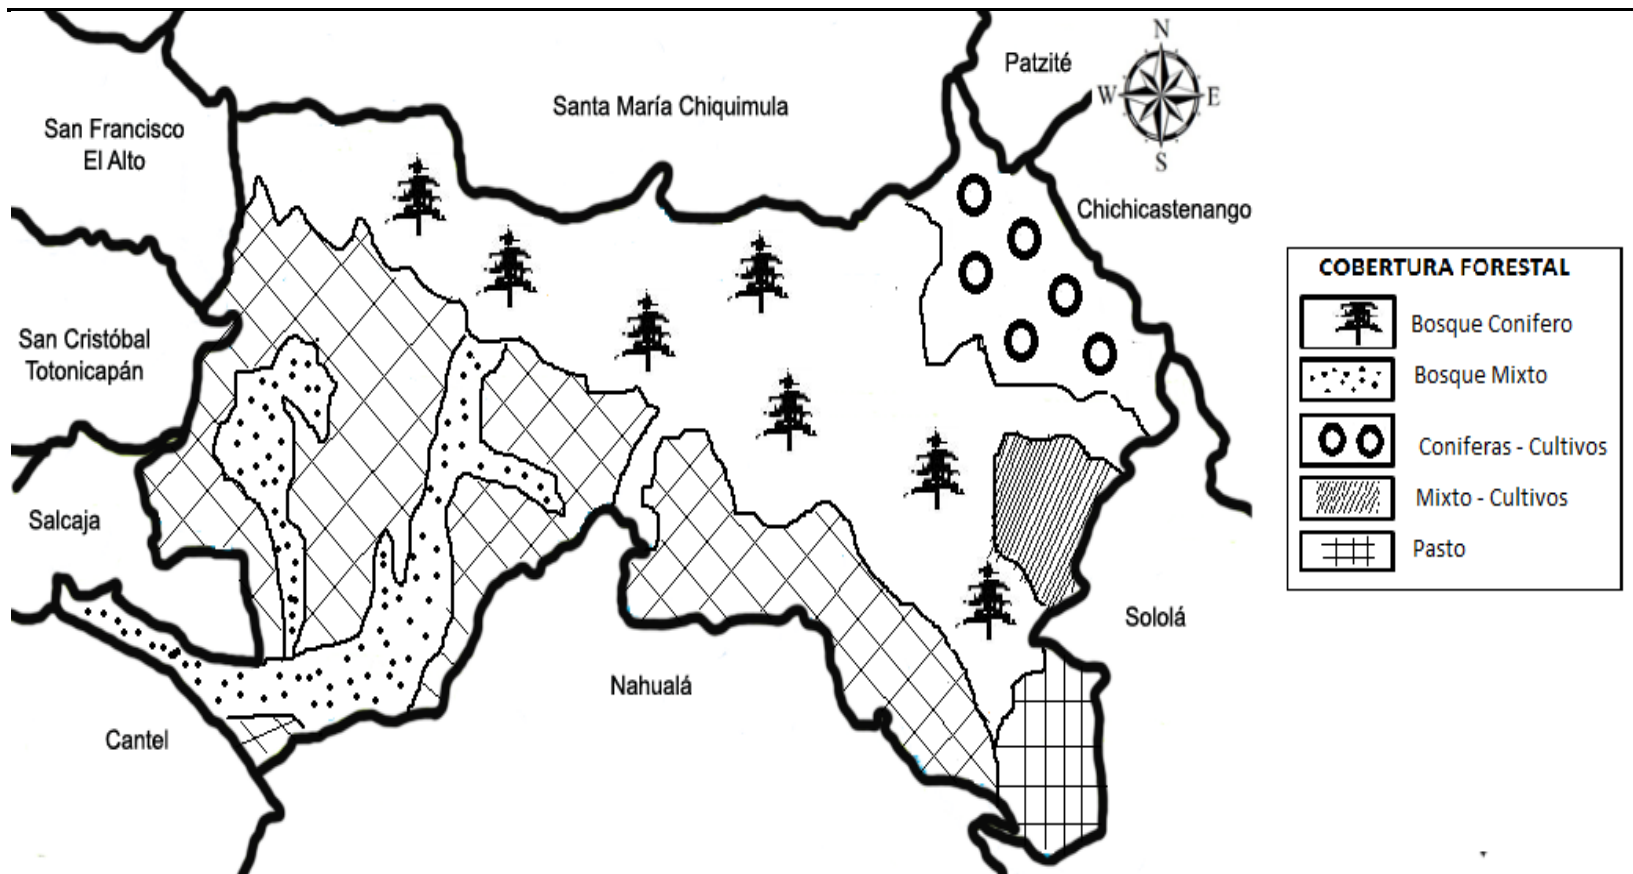 Patzité
N
W
E
S
Santa María Chiquimula
San Francisco
El Alto
Chichicastenango
San Cristóbal
Totonicapán
Salcaja
Sololá
Nahualá
Cantel
COBERTURA FORESTAL
Bosque Conifero
Bosque Mixto
Coniferas - Cultivos
Mixto - Cultivos
Pasto